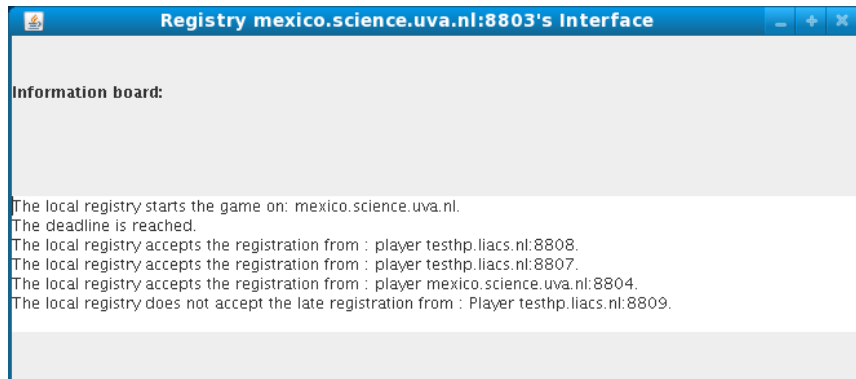 Registry mexico.science.uva.nl:8803's Interface
Information board:
The local registry starts the game on: mexico.science.uva.nl.
The deadline is reached.
The local registry accepts the registration from : player testhp.liacs.nl:8808.
The local registry accepts the registration from : player testhp.liacs.nl:8807.
The local registry accepts the registration from : player mexico.science.uva.nl:8804.
The local registry does not accept the late registration from : Player testhp.liacs.nl:8809.